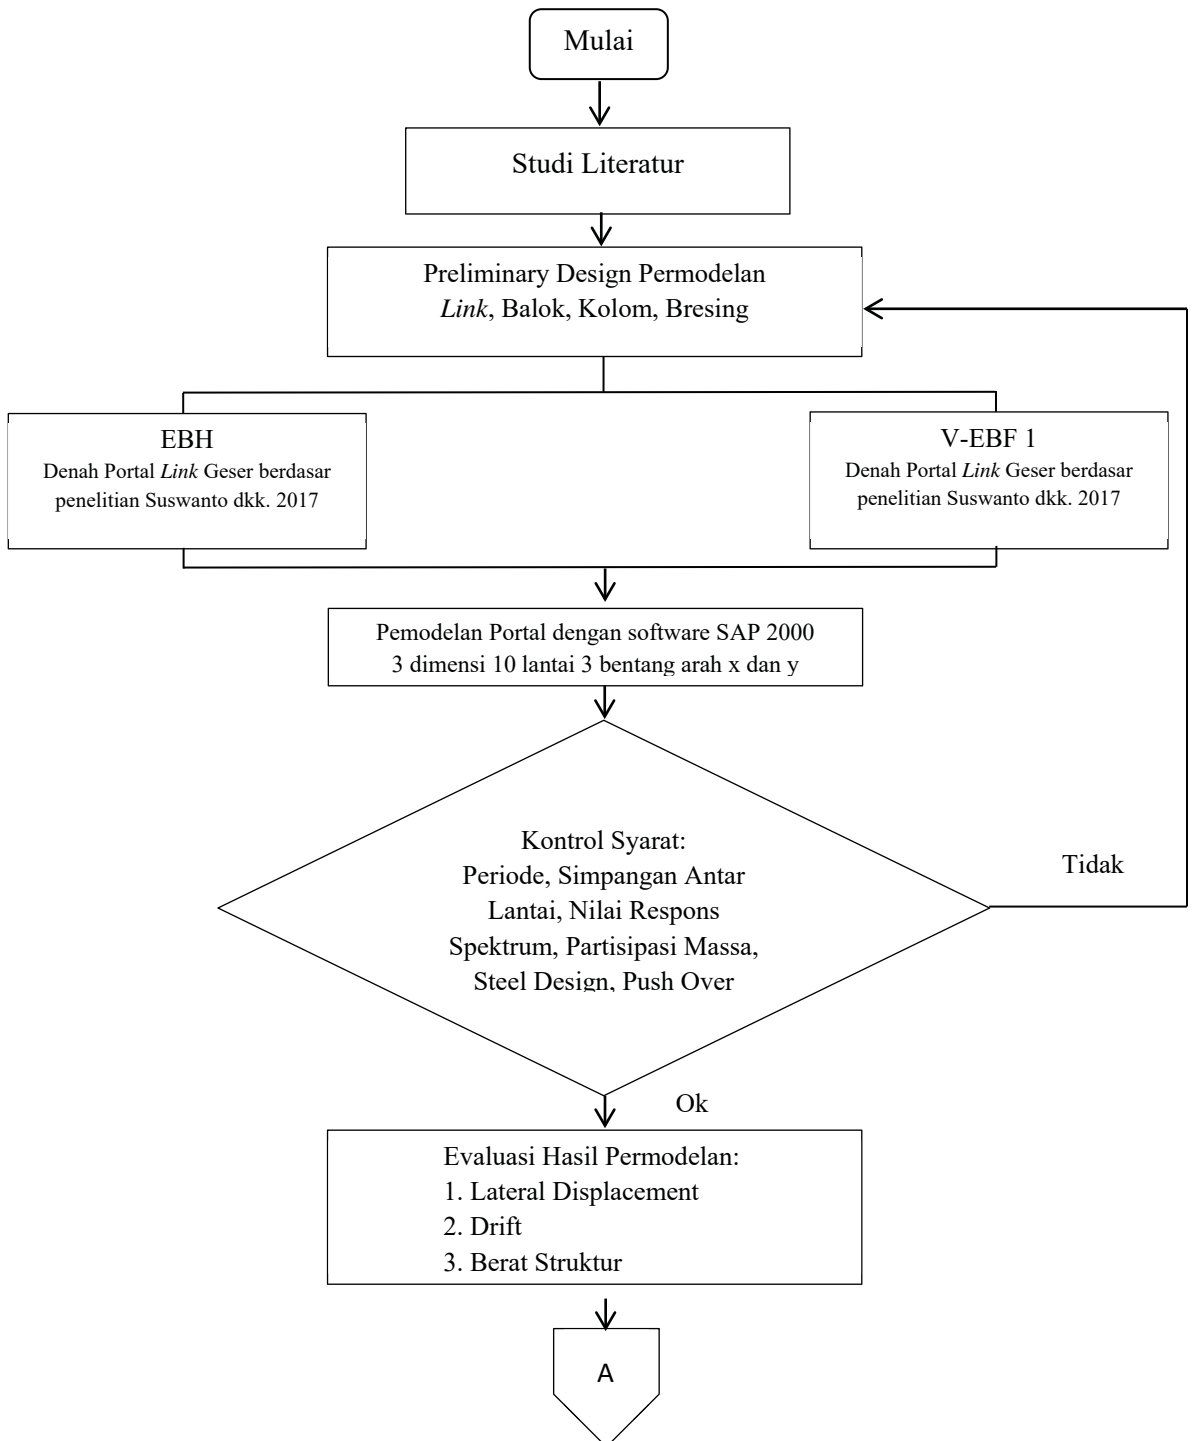 Mulai
Studi Literatur
Preliminary Design Permodelan
Link, Balok, Kolom, Bresing
EBH
Denah Portal Link Geser berdasar
penelitian Suswanto dkk. 2017
V-EBF 1
Denah Portal Link Geser berdasar
penelitian Suswanto dkk. 2017
Pemodelan Portal dengan software SAP 2000
3 dimensi 10 lantai 3 bentang arah x dan y
Kontrol Syarat:
Periode, Simpangan Antar
Lantai, Nilai Respons
Spektrum, Partisipasi Massa,
Steel Design, Push Over
Tidak
Ok
Evaluasi Hasil Permodelan:
1. Lateral Displacement
2. Drift
3. Berat Struktur
A